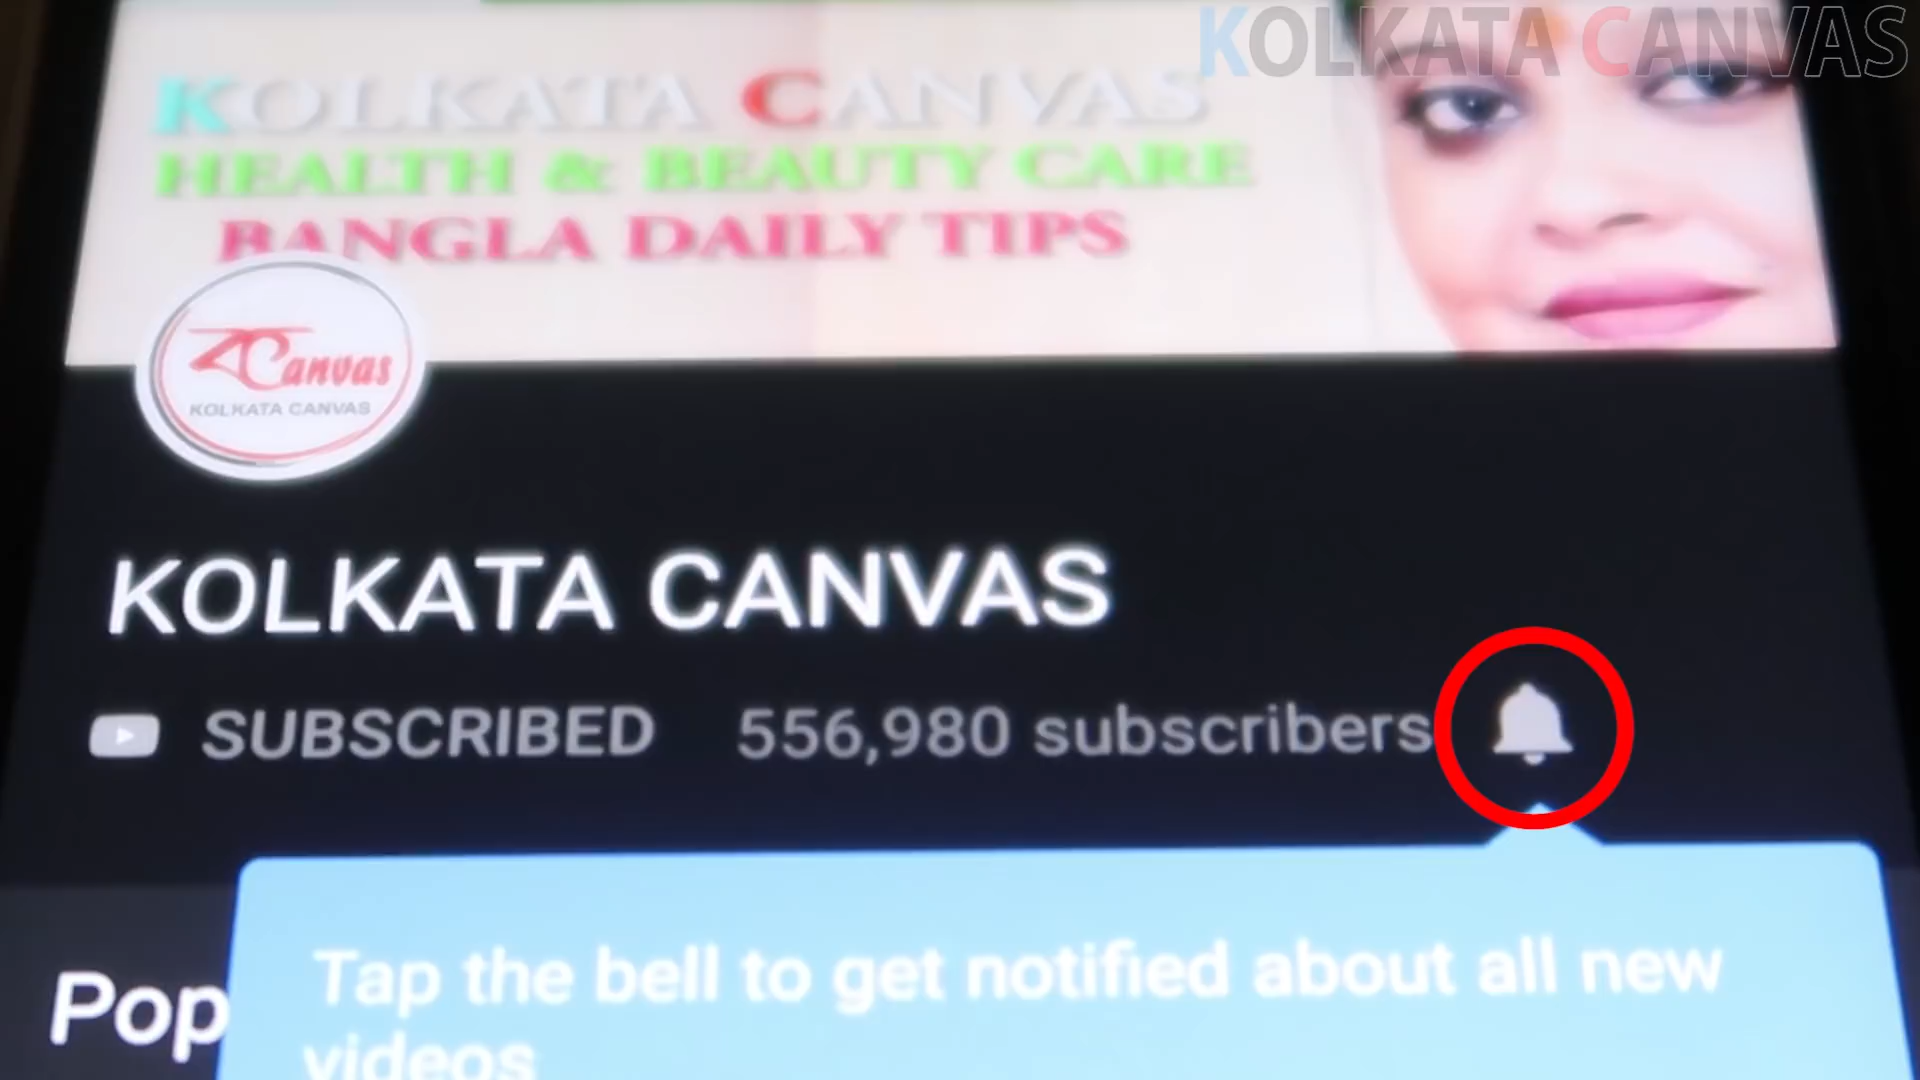 KOLKATA CANVAS
KOLKATA CANVAS
HEALTH & BEAUTY CARE
BANGLA DAILY TIPS
Canvas
KOLKATA CANVAS
KOLKATA CANVAS
SUBSCRIBED 556,980 subscribers
Pop
Tap the bell to get notified about all new
videos